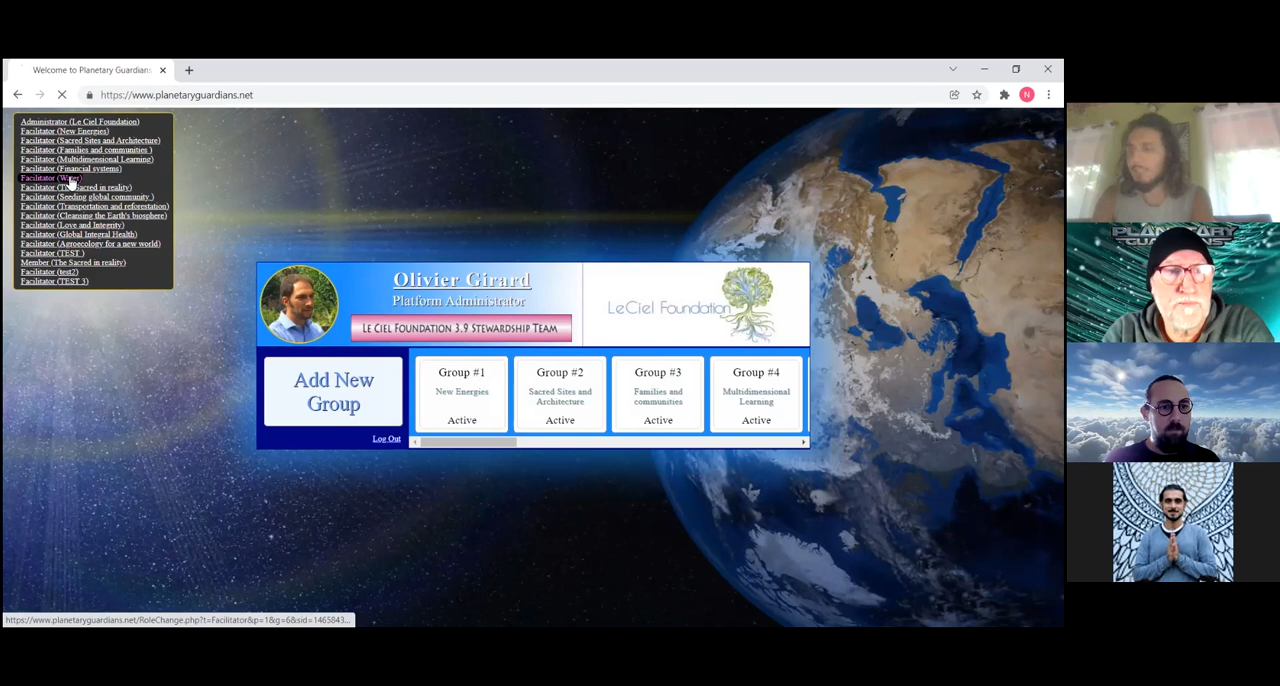 Welcome to Planetary Guardians
https://www.planetaryguardians.net
N
Administrator (Le Ciel Foundation)
Facilitator (New Energies)
Facilitator (Sacred Sites and Architecture)
Facilitator (Families and communities )
Facilitator (Multidimensional Learning)
Facilitator (Financial systems)
Facilitator
Facilitator Sacred in reality)
Facilitator (Seeding global community )
Facilitator (Transportation and reforestation)
Facilitator (Cleansing the Earth's biosphere)
Facilitator (Love and Integrity)
Facilitator (Global Integral Health)
Facilitator (Agroecology for a new world)
Facilitator (TEST )
Member (The Sacred in reality)
Facilitator (test2)
Facilitator (TEST 3)
Olivier Girard
Platform Administrator
LE CIEL FOUNDATION 3.9 STEWARDSHIP TEAM
LeCiel Foundation
Add New
Group
Log Out
Group #1
New Energies
Active
Group #2
Sacred Sites and
Architecture
Active
Group #3
Families and
communities
Active
Group #4
Multidimensional
Learning
Active
https://www.planetaryguardians.net/RoleChange.php?t=Facilitator&p=1&g=6&sid=1465843...
PLANETARY